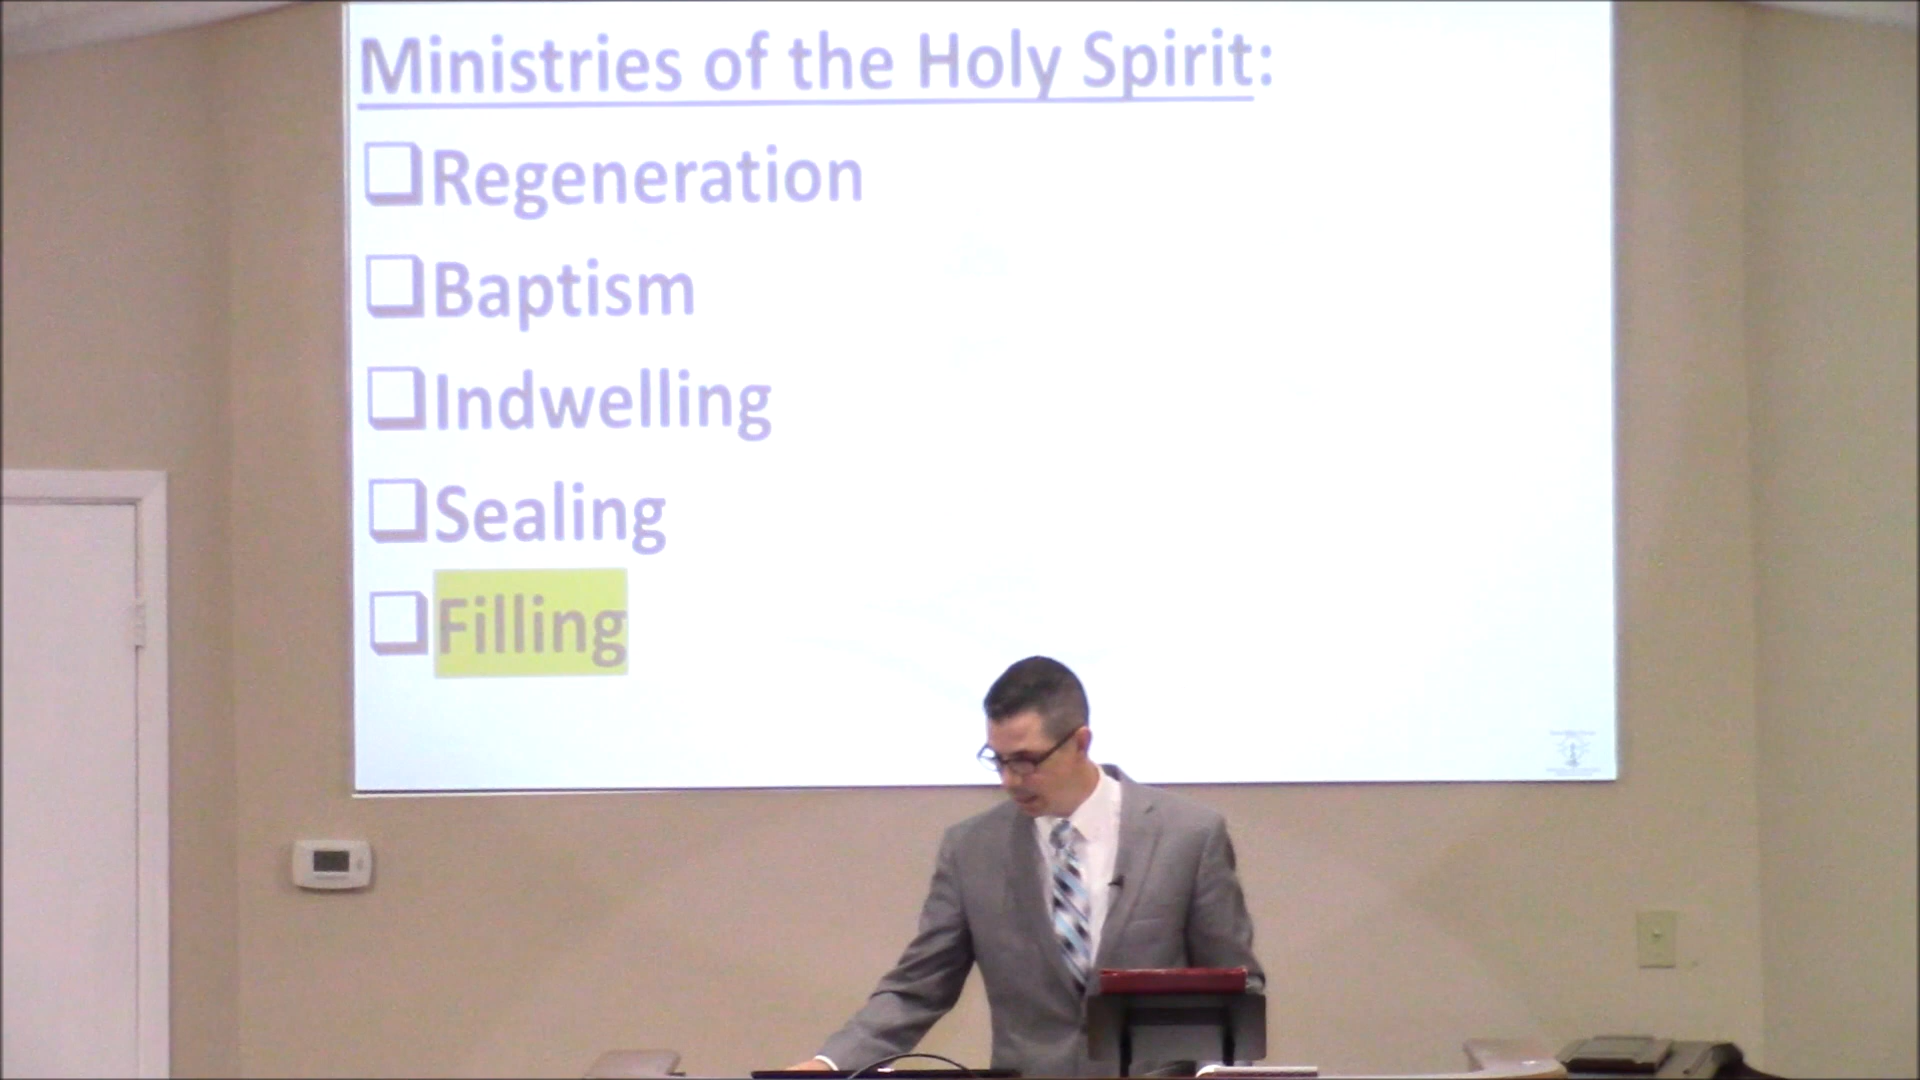 Ministries of the Holy Spirit:
Regeneration
Baptism
Indwelling
Sealing
Filling